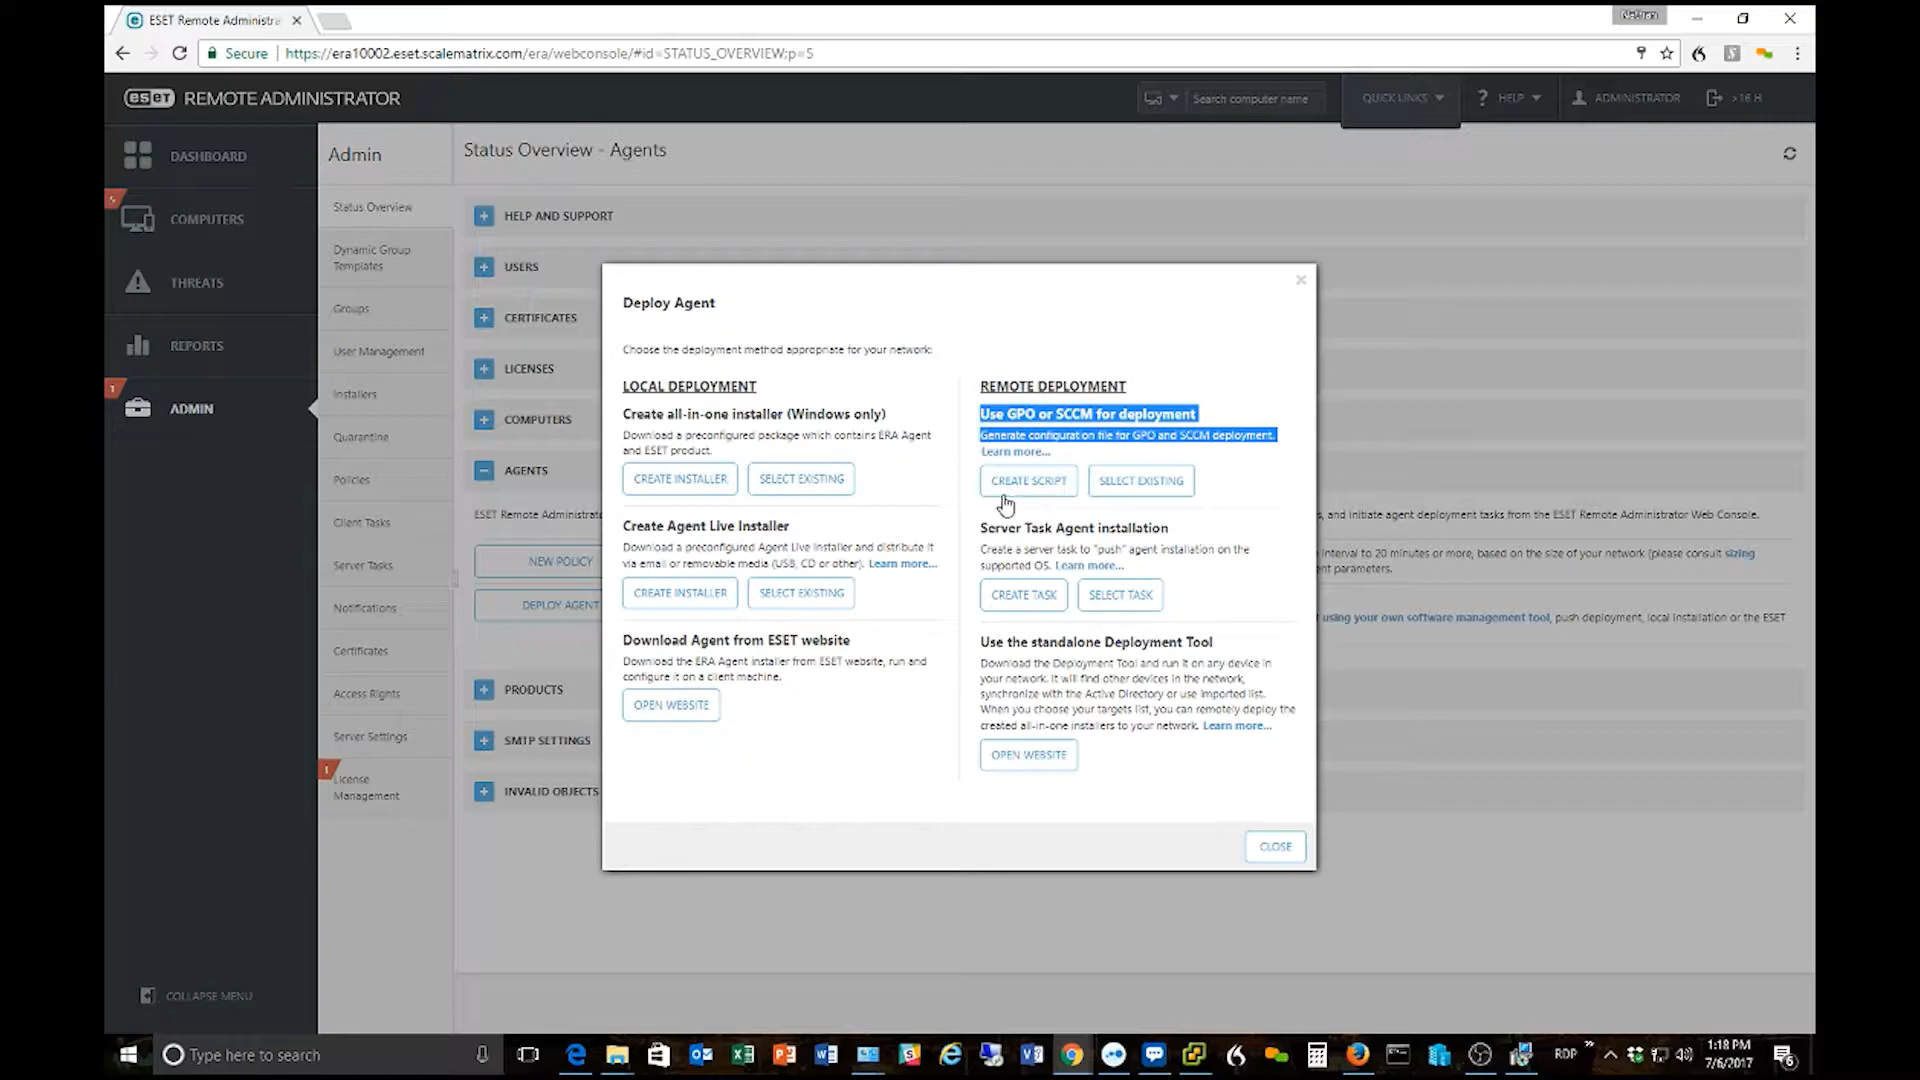 ESET Remote Administra
Nathan
Secure
https://era10002.eset.scalematrix.com/era/webconsole/#id=STATUS_OVERVIEW;p=5
eset REMOTE ADMINISTRATOR
Search computer name
QUICK LINKS
? HELP
ADMINISTRATOR
>16 H
5
DASHBOARD
COMPUTERS
THREATS
REPORTS
1
ADMIN
COLLAPSE MENU
Admin
Status Overview
Dynamic Group
Templates
Groups
User Management
Installers
Quarantine
Policies
Client Tasks
Server Tasks
Notifications
Certificates
Access Rights
Server Settings
1
License
Management
Status Overview - Agents
HELP AND SUPPORT
USERS
CERTIFICATES
LICENSES
COMPUTERS
AGENTS
ESET Remote Administrato
s, and initiate agent deployment tasks from the ESET Remote Administrator Web Console.
NEW POLICY
interval to 20 minutes or more, based on the size of your network (please consult sizing
nt parameters.
DEPLOY AGENT
using your own software management tool, push deployment, local installation or the ESET
PRODUCTS
SMTP SETTINGS
INVALID OBJECTS
Deploy Agent
Choose the deployment method appropriate for your network:
LOCAL DEPLOYMENT
Create all-in-one installer (Windows only)
Download a preconfigured package which contains ERA Agent
and ESET product.
CREATE INSTALLER
SELECT EXISTING
Create Agent Live Installer
Download a preconfigured Agent Live Installer and distribute it
via email or removable media (USB, CD or other). Learn more...
CREATE INSTALLER
SELECT EXISTING
Download Agent from ESET website
Download the ERA Agent installer from ESET website, run and
configure it on a client machine.
OPEN WEBSITE
REMOTE DEPLOYMENT
Use GPO or SCCM for deployment
Generate configuration file for GPO and SCCM deployment.
Learn more...
CREATE SCRIPT
SELECT EXISTING
Server Task Agent installation
Create a server task to "push" agent installation on the
supported OS. Learn more...
CREATE TASK
SELECT TASK
Use the standalone Deployment Tool
Download the Deployment Tool and run it on any device in
your network. It will find other devices in the network,
synchronize with the Active Directory or use imported list.
When you choose your targets list, you can remotely deploy the
created all-in-one installers to your network. Learn more...
OPEN WEBSITE
CLOSE
Type here to search
RDP
1:18 PM
7/6/2017
6